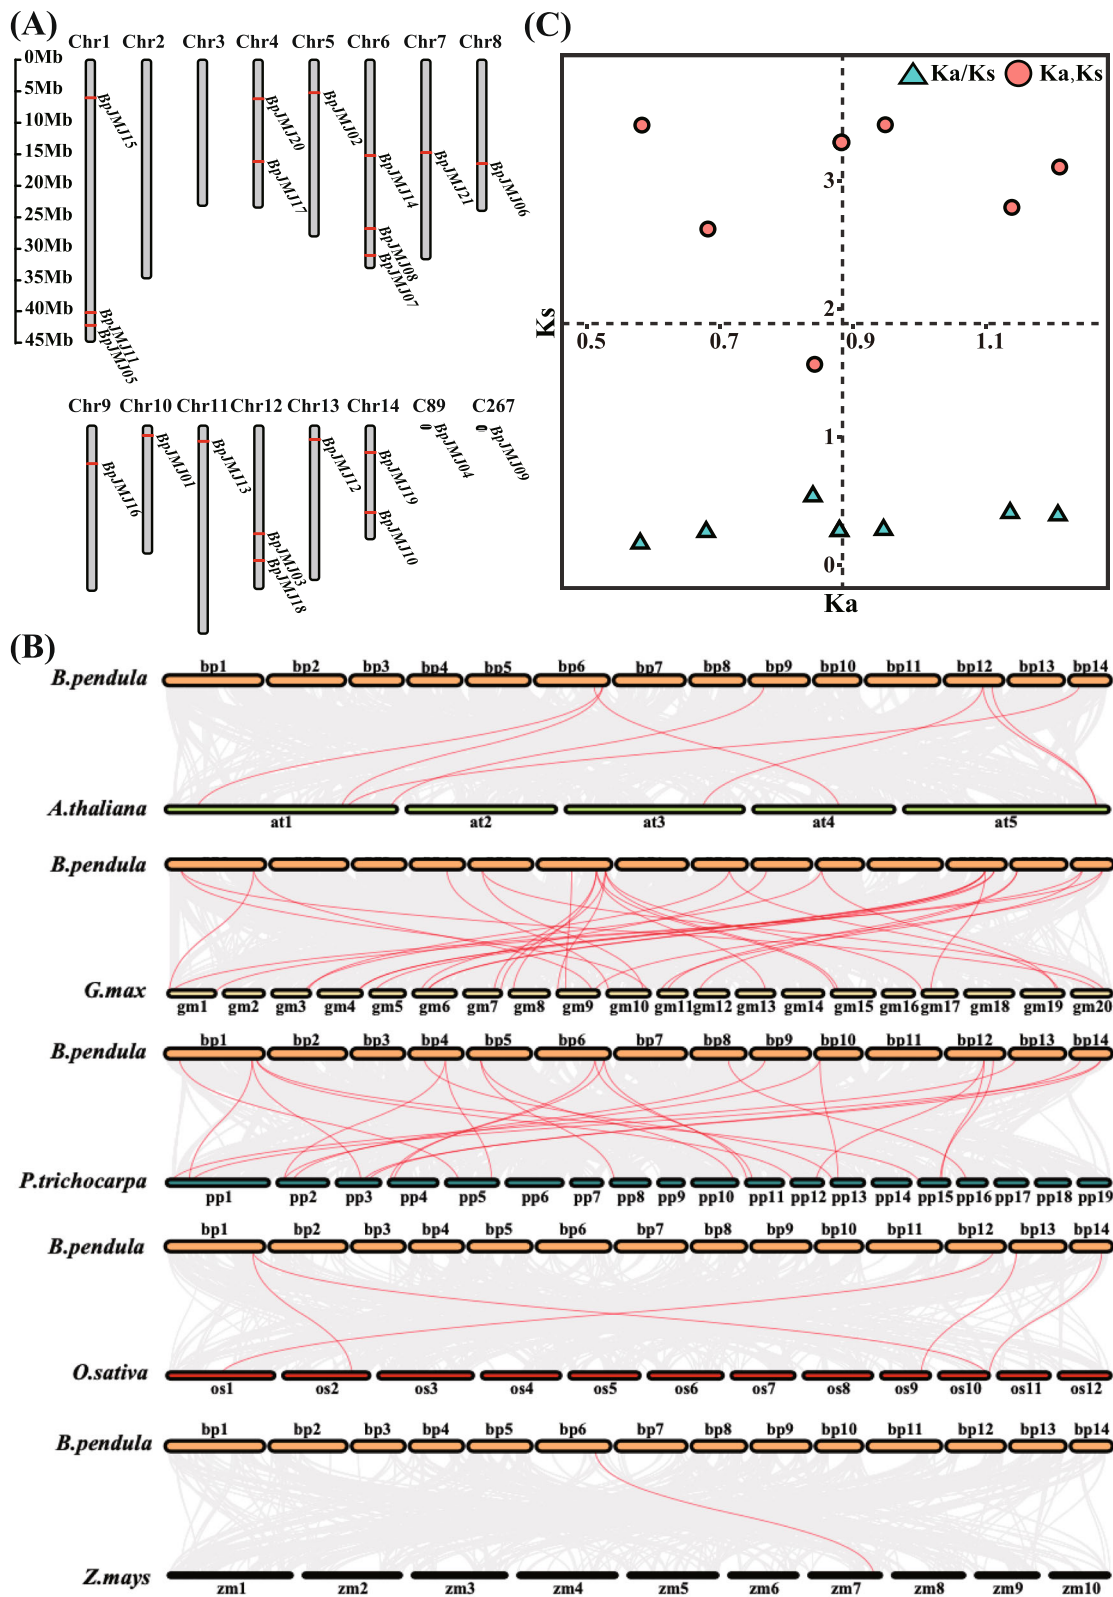 (A)
Chr1 Chr2 Chr3 Chr4 Chr5 Chr6 Chr7 Chr8
0Mb
5Mb
10Mb
15Mb
20Mb
25Mb
30Mb
35Mb
40Mb
45Mb
BpJMJ15
BpJMJ11
BpJMJ05
BpJMJ20
BpJMJ17
BpJMJ02
BpJMJ14
BpJMJ08
BpJMJ07
BpJMJ21
BpJMJ06
Chr9 Chr10 Chr11 Chr12 Chr13 Chr14 C89 C267
BpJMJ16
BpJMJ01
BpJMJ13
BpJMJ03
BpJMJ18
BpJMJ12
BpJMJ19
BpJMJ10
BpJMJ04
BpJMJ09
(C)
Ka/Ks Ka,Ks
3
2
Ks
0.5 0.7 0.9 1.1
1
0
Ka
(B)
bp1 bp2 bp3 bp4 bp5 bp6 bp7 bp8 bp9 bp10 bp11 bp12 bp13 bp14
B.pendula
A.thaliana
at1 at2 at3 at4 at5
B.pendula
G.max
gm1 gm2 gm3 gm4 gm5 gm6 gm7 gm8 gm9 gm10 gm11 gm12 gm13 gm14 gm15 gm16 gm17 gm18 gm19 gm20
bp1 bp2 bp3 bp4 bp5 bp6 bp7 bp8 bp9 bp10 bp11 bp12 bp13 bp14
B.pendula
P.trichocarpa
pp1 pp2 pp3 pp4 pp5 pp6 pp7 pp8 pp9 pp10 pp11 pp12 pp13 pp14 pp15 pp16 pp17 pp18 pp19
bp1 bp2 bp3 bp4 bp5 bp6 bp7 bp8 bp9 bp10 bp11 bp12 bp13 bp14
B.pendula
O.sativa
os1 os2 os3 os4 os5 os6 os7 os8 os9 os10 os11 os12
bp1 bp2 bp3 bp4 bp5 bp6 bp7 bp8 bp9 bp10 bp11 bp12 bp13 bp14
B.pendula
Z.mays
zm1 zm2 zm3 zm4 zm5 zm6 zm7 zm8 zm9 zm10